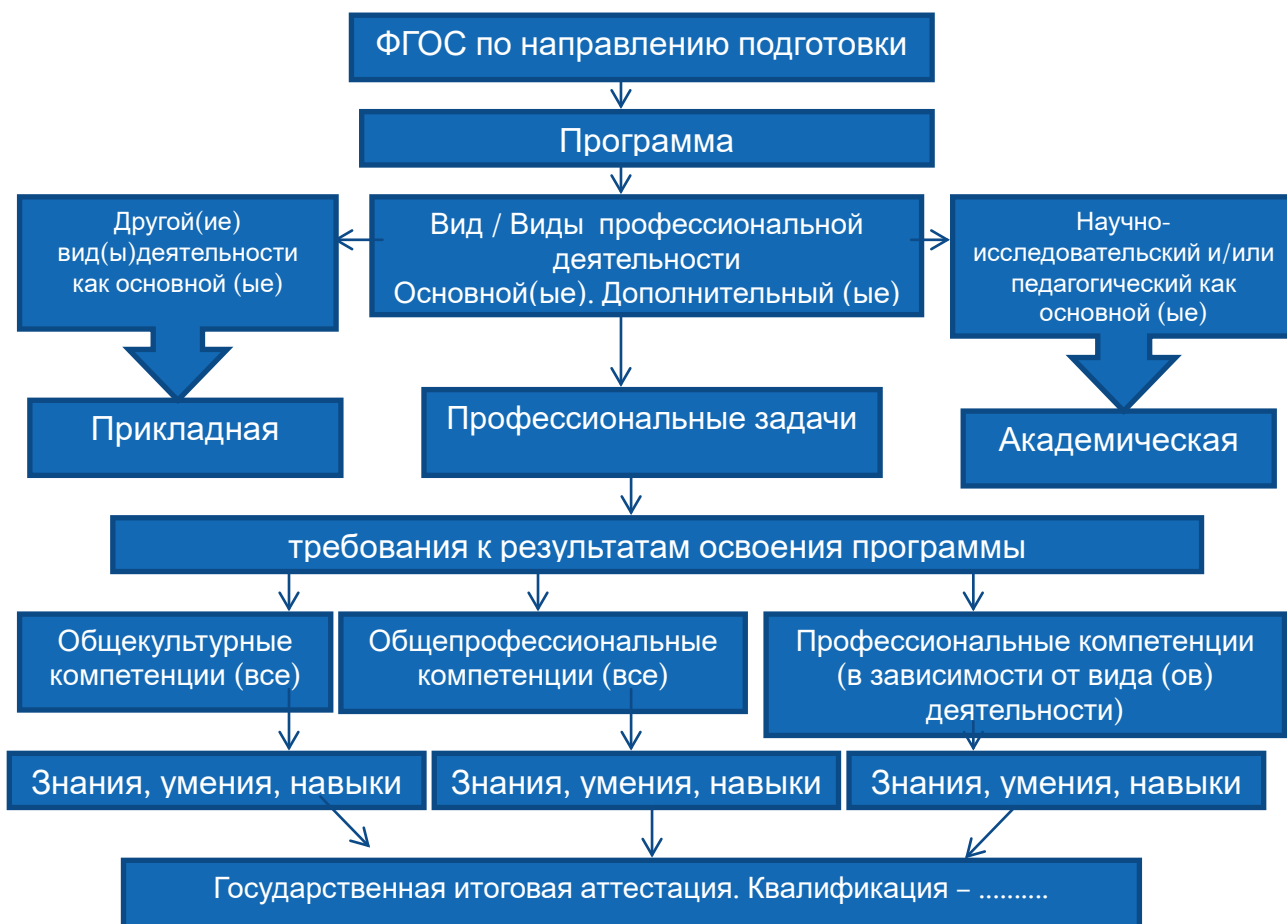 ФГОС по направлению подготовки
Программа
Другой(ие)
вид(ы)деятельности
как основной (ые)
Вид / Виды  профессиональной
деятельности
Основной(ые). Дополнительный (ые)
Научно-
исследовательский и/или
педагогический как
основной (ые)
Прикладная
Профессиональные задачи
Академическая
требования к результатам освоения программы
Общекультурные
компетенции (все)
Общепрофессиональные
компетенции (все)
Профессиональные компетенции
(в зависимости от вида (ов)
деятельности)
Знания, умения, навыки
Знания, умения, навыки
Знания, умения, навыки
Государственная итоговая аттестация. Квалификация – ..........